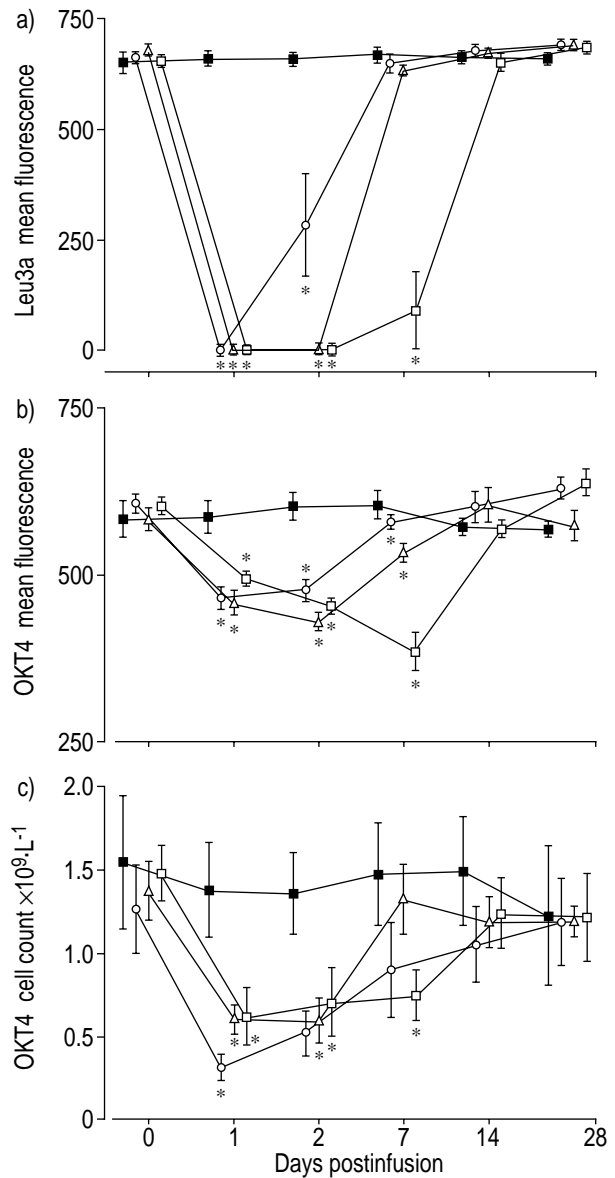 a)
750
500
250
0
Leu3a mean fluorescence
* * * * * * *
b)
750
500
250
OKT4 mean fluorescence
* * * * * * * * *
c)
2.0
1.5
1.0
0.5
0
OKT4 cell count ×10⁹·L⁻¹
* * * * * *
0 1 2 7 14 28
Days postinfusion